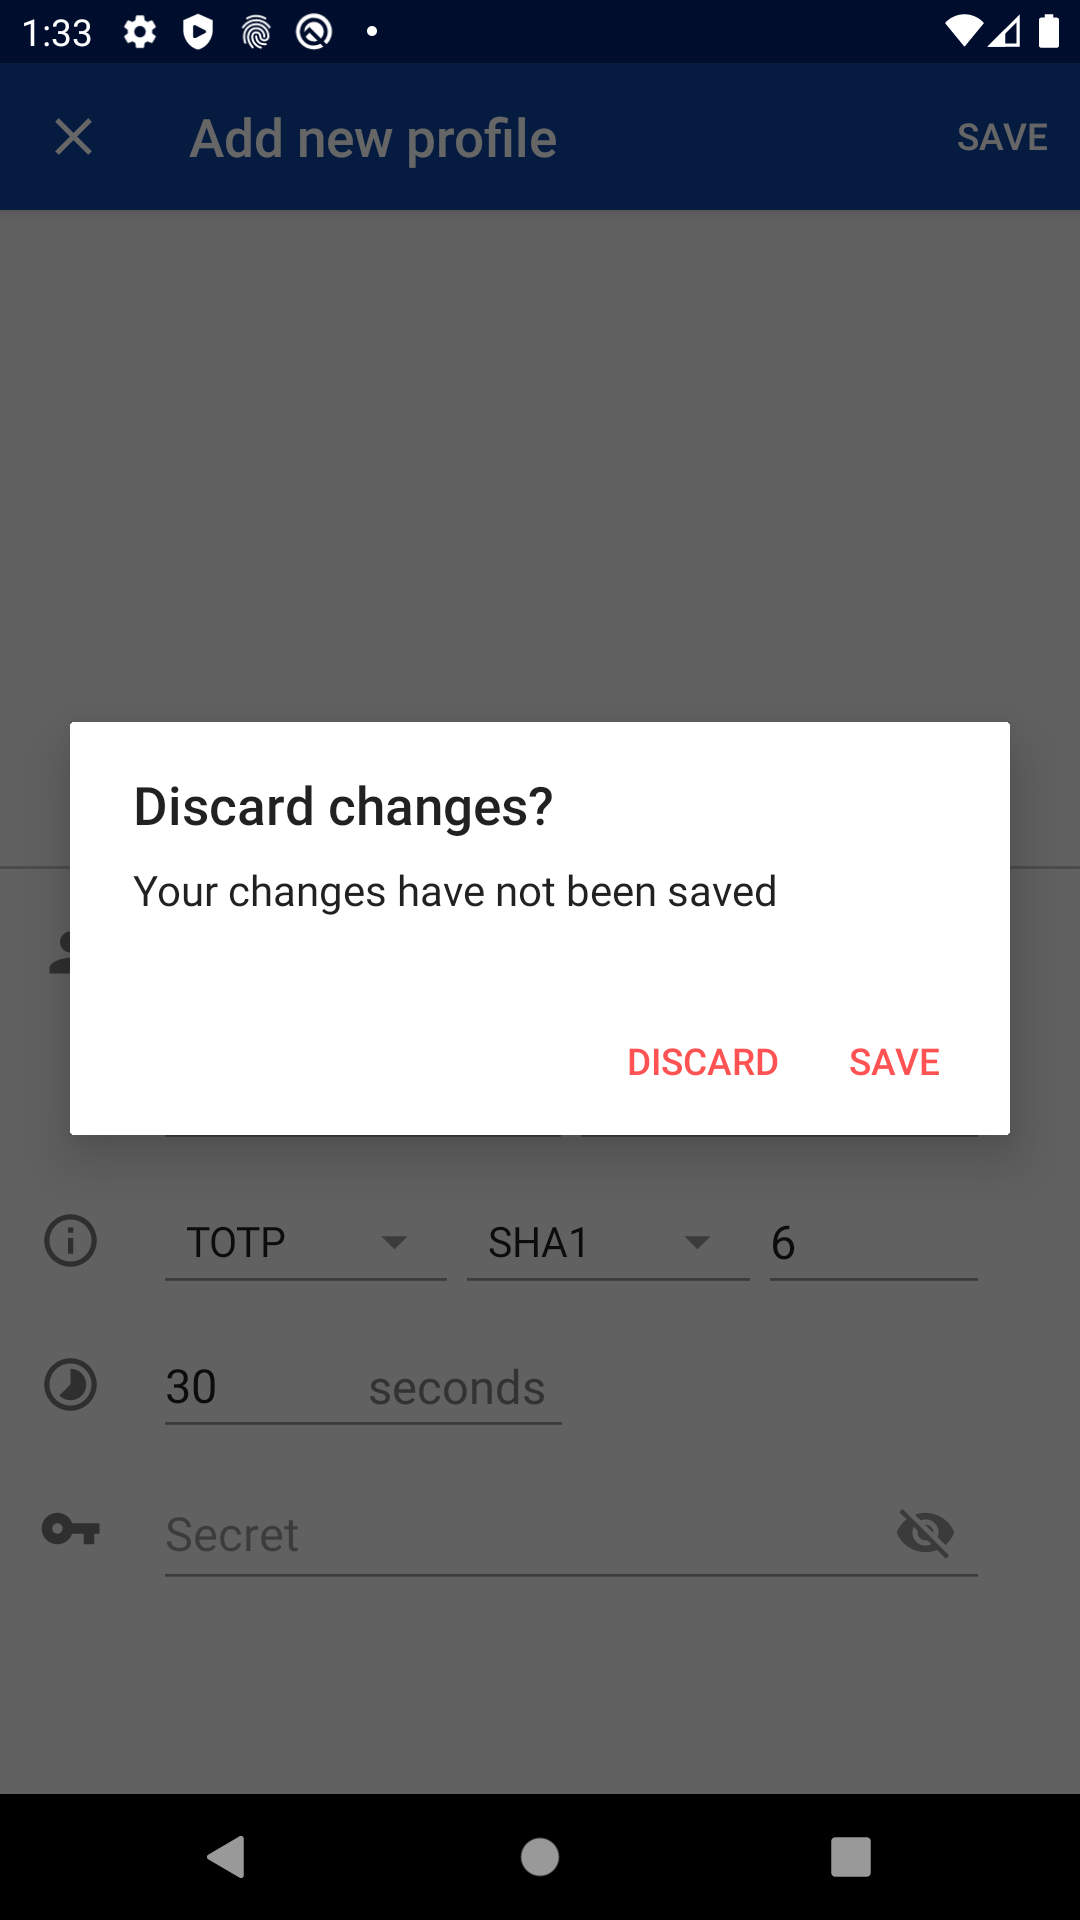 1:33
Add new profile
SAVE
Discard changes?
Your changes have not been saved
DISCARD
SAVE
TOTP
SHA1
6
30
seconds
Secret